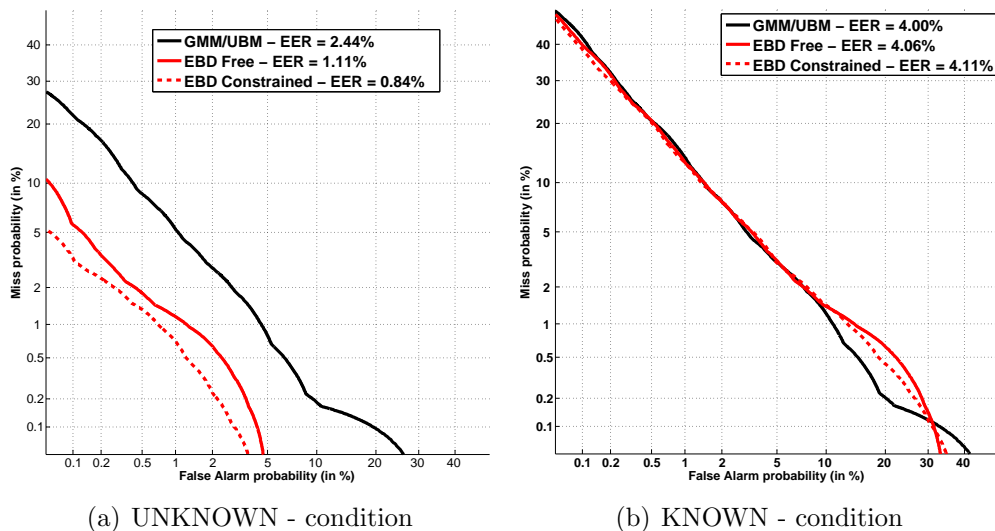 GMM/UBM – EER = 2.44%
EBD Free – EER = 1.11%
EBD Constrained – EER = 0.84%
40
30
20
10
5
2
1
0.5
0.2
0.1
Miss probability (in %)
0.1 0.2 0.5 1 2 5 10 20 30 40
False Alarm probability (in %)
(a) UNKNOWN - condition
GMM/UBM – EER = 4.00%
EBD Free – EER = 4.06%
EBD Constrained – EER = 4.11%
40
30
20
10
5
2
1
0.5
0.2
0.1
Miss probability (in %)
0.1 0.2 0.5 1 2 5 10 20 30 40
False Alarm probability (in %)
(b) KNOWN - condition